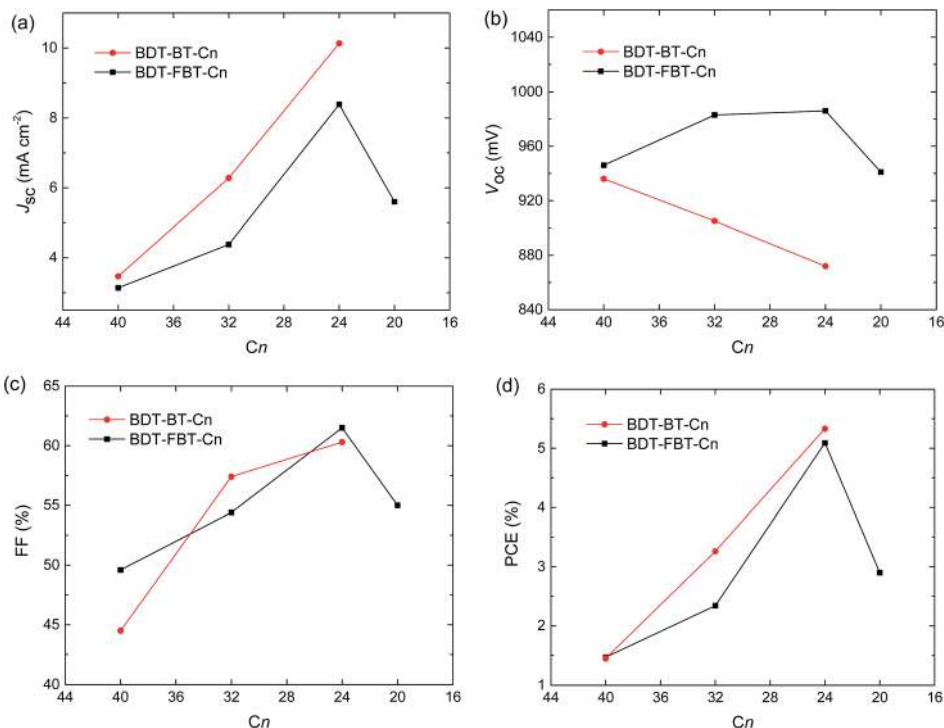 (a)
10
8
6
4
J_sc (mA cm⁻²)
BDT-BT-Cn
BDT-FBT-Cn
44 40 36 32 28 24 20 16
Cn
(b)
1040
1000
960
920
880
840
V_oc (mV)
BDT-BT-Cn
BDT-FBT-Cn
44 40 36 32 28 24 20 16
Cn
(c)
65
60
55
50
45
40
FF (%)
BDT-BT-Cn
BDT-FBT-Cn
44 40 36 32 28 24 20 16
Cn
(d)
6
5
4
3
2
1
PCE (%)
BDT-BT-Cn
BDT-FBT-Cn
44 40 36 32 28 24 20 16
Cn